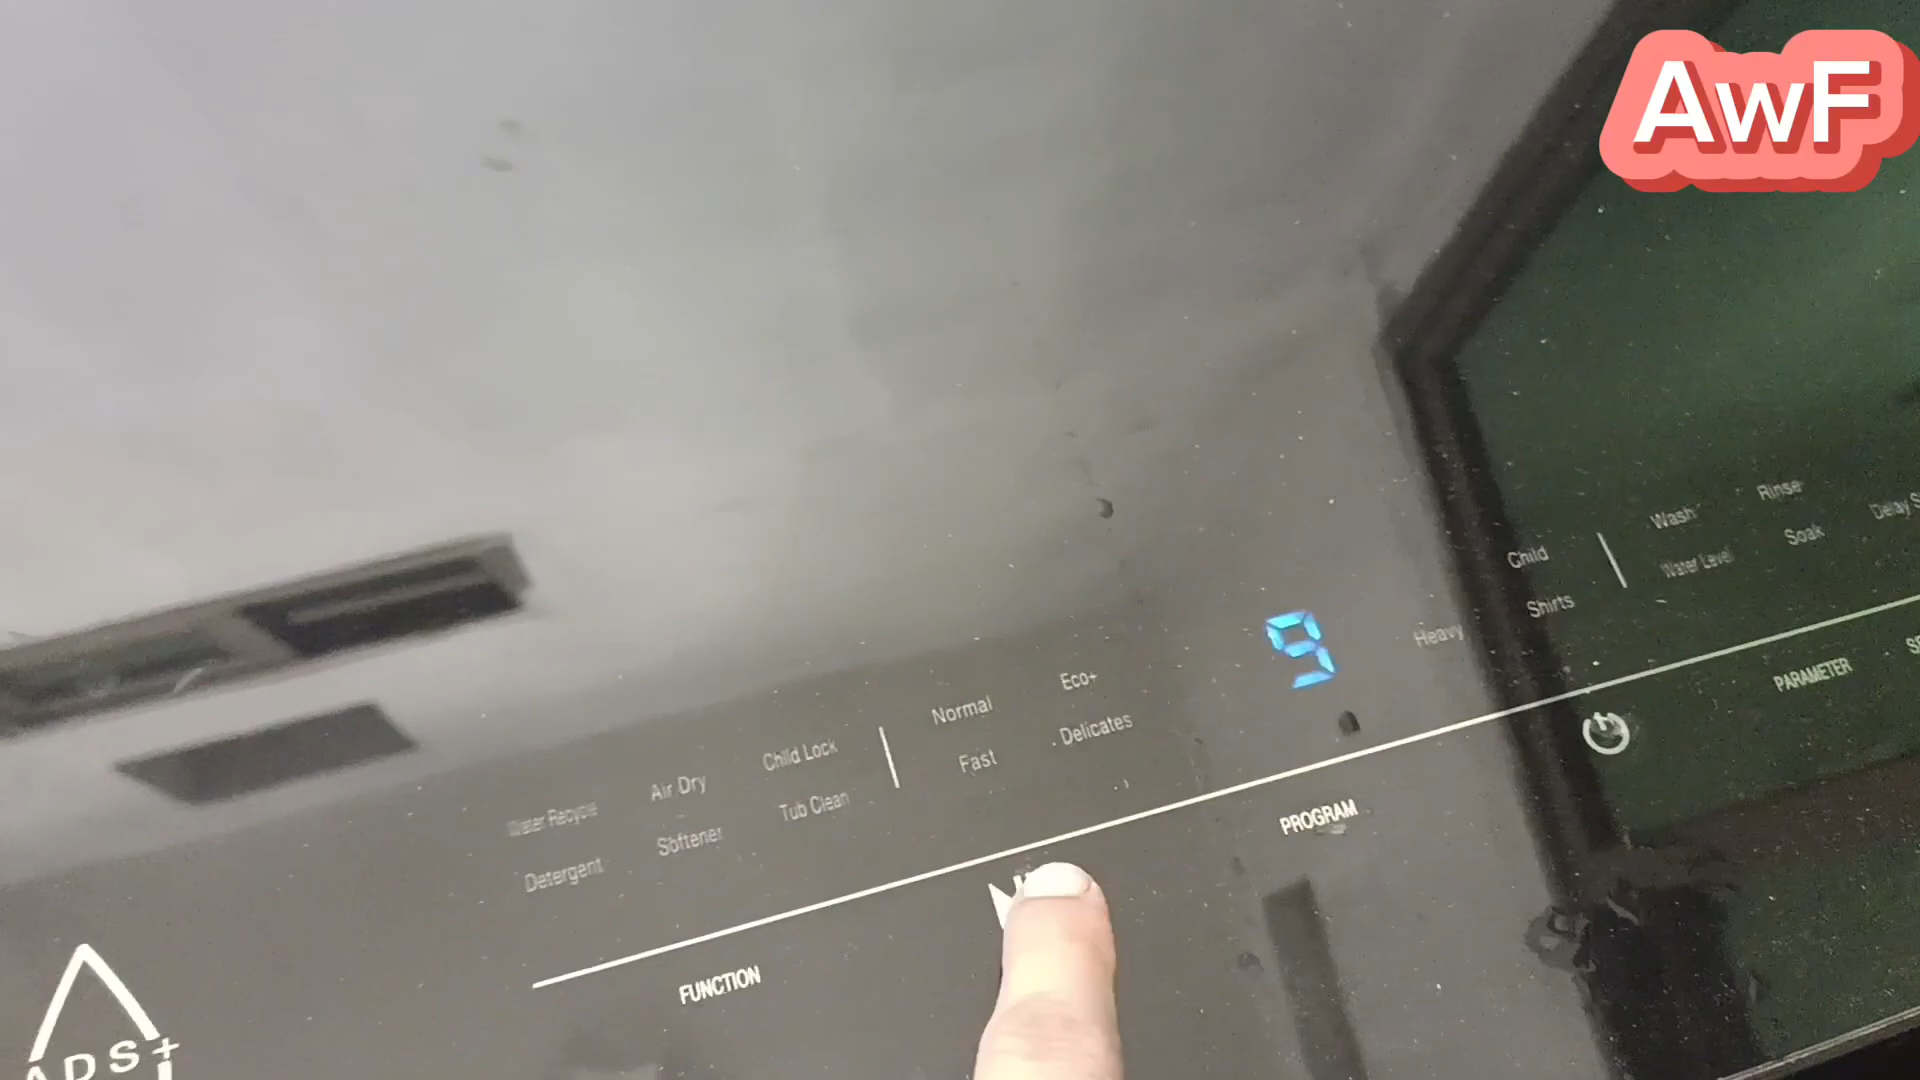 AwF
Water Recycle Air Dry Child Lock Normal Eco+ Heavy Child Wash Rinse
Detergent Softener Tub Clean Fast Delicates 9 Shirts Water Level Soak Delay
FUNCTION PROGRAM PARAMETER
ADS+